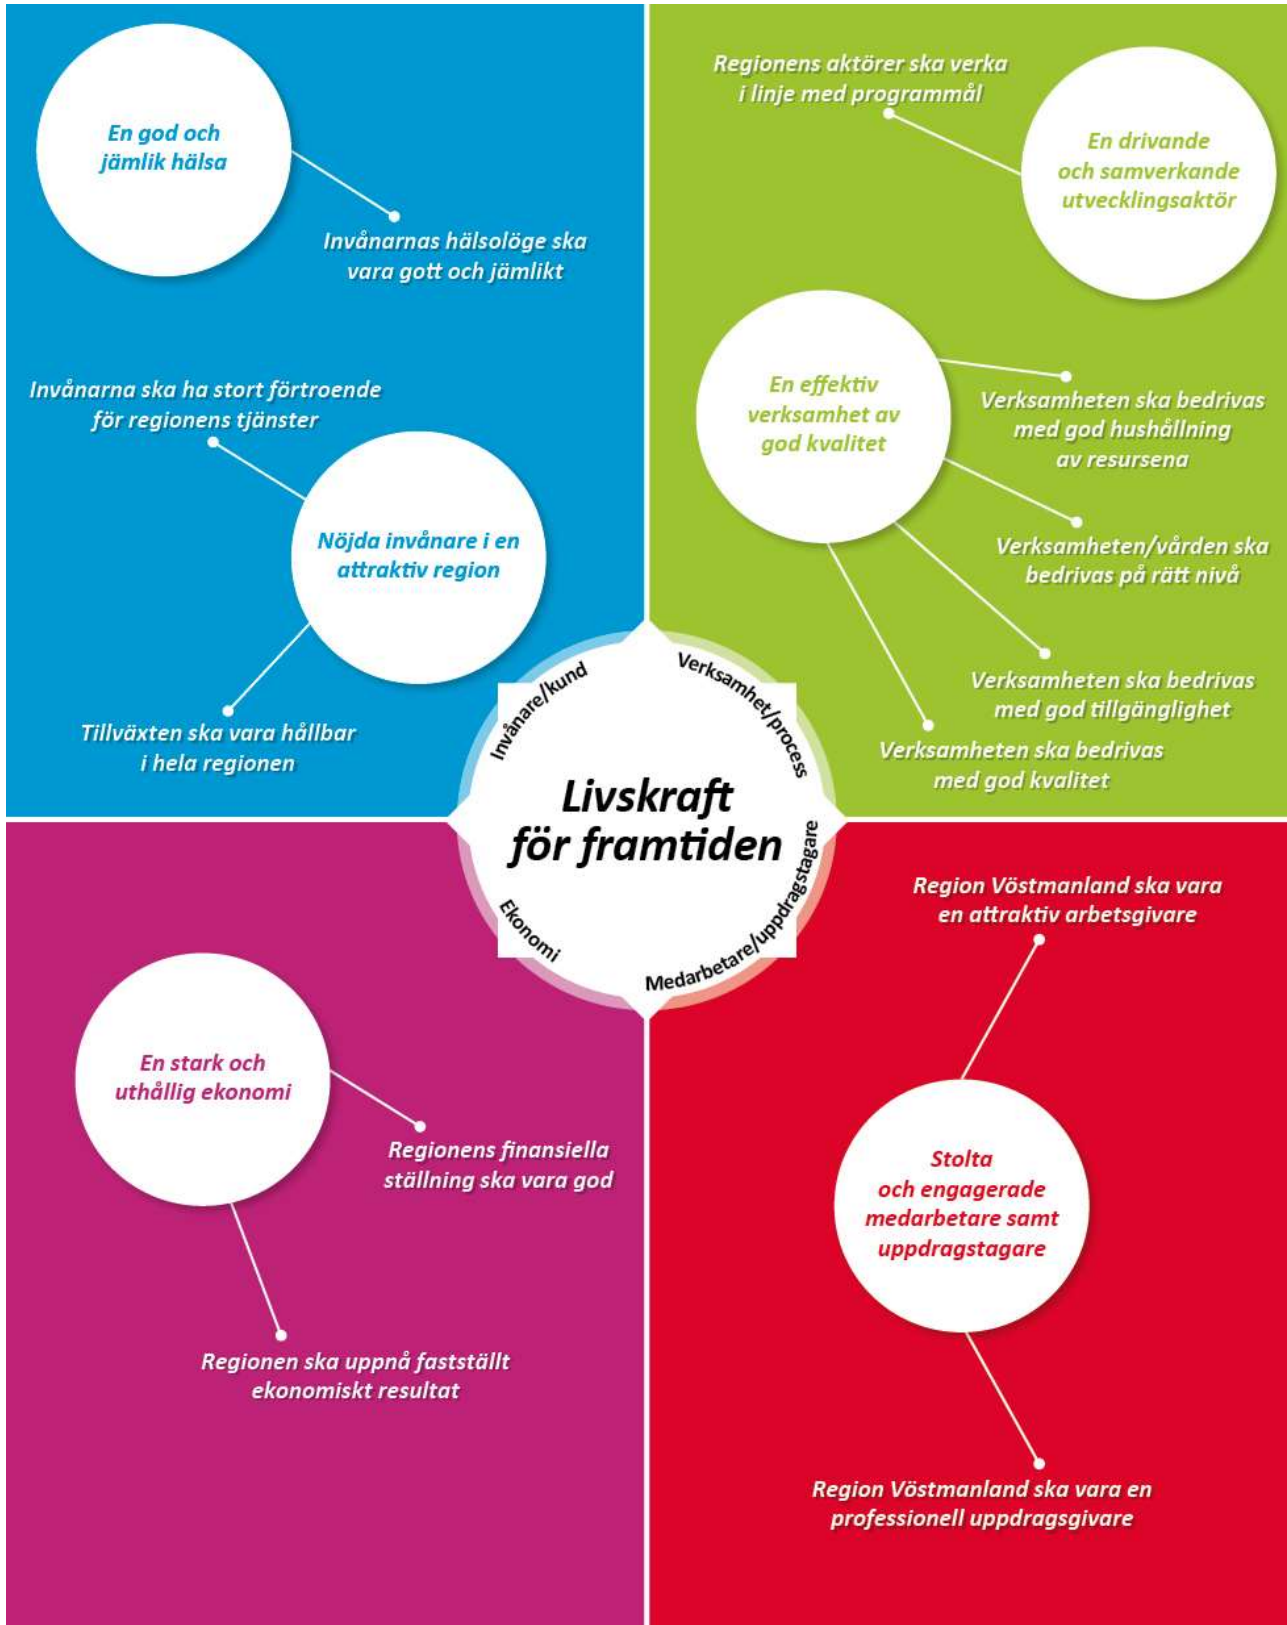 En god och
jämlik hälsa
Invånarnas hälsolöge ska
vara gott och jämlikt
Invånarna ska ha stort förtroende
för regionens tjänster
Nöjda invånare i en
attraktiv region
Tillväxten ska vara hållbar
i hela regionen
Regionens aktörer ska verka
i linje med programmål
En drivande
och samverkande
utvecklingsaktör
En effektiv
verksamhet av
god kvalitet
Verksamheten ska bedrivas
med god hushållning
av resursena
Verksamheten/vården ska
bedrivas på rätt nivå
Verksamheten ska bedrivas
med god tillgänglighet
Verksamheten ska bedrivas
med god kvalitet
Invånare/kund
Verksamhet/process
Livskraft
för framtiden
Ekonomi
Medarbetare/uppdragstagare
En stark och
uthållig ekonomi
Regionens finansiella
ställning ska vara god
Regionen ska uppnå fastställt
ekonomiskt resultat
Region Vöstmanland ska vara
en attraktiv arbetsgivare
Stolta
och engagerade
medarbetare samt
uppdragstagare
Region Vöstmanland ska vara en
professionell uppdragsgivare